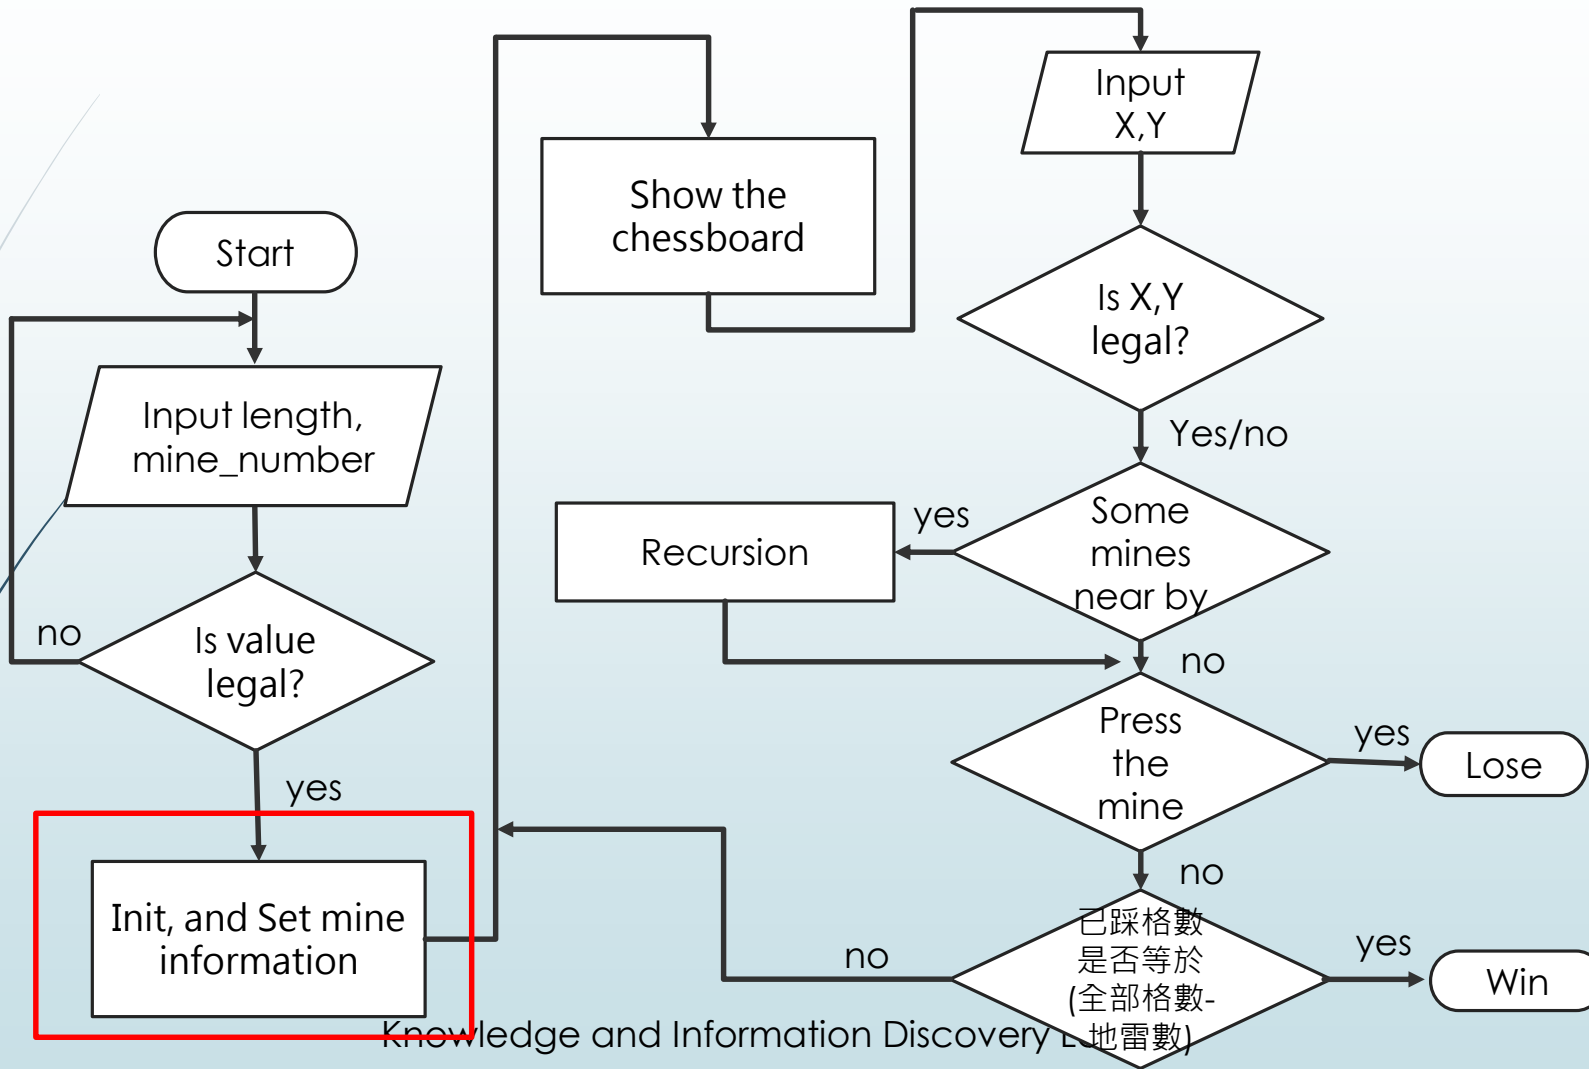 Start
Input length,
mine_number
Is value
legal?
no
yes
Init, and Set mine
information
Show the
chessboard
Input
X,Y
Is X,Y
legal?
Yes/no
Some
mines
near by
yes
Recursion
no
Press
the
mine
yes
Lose
no
已踩格數
是否等於
(全部格數-
地雷數)
no
yes
Win
Knowledge and Information Discovery